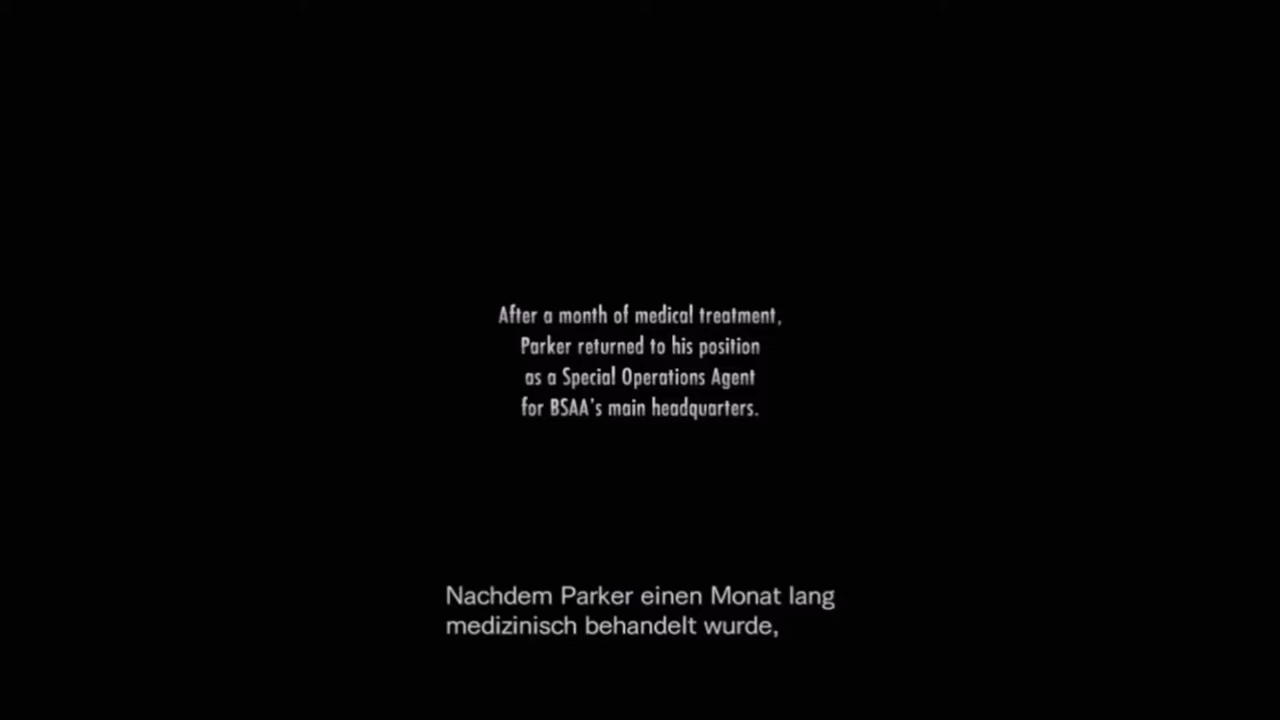 After a month of medical treatment,
Parker returned to his position
as a Special Operations Agent
for BSAA's main headquarters.
Nachdem Parker einen Monat lang
medizinisch behandelt wurde,